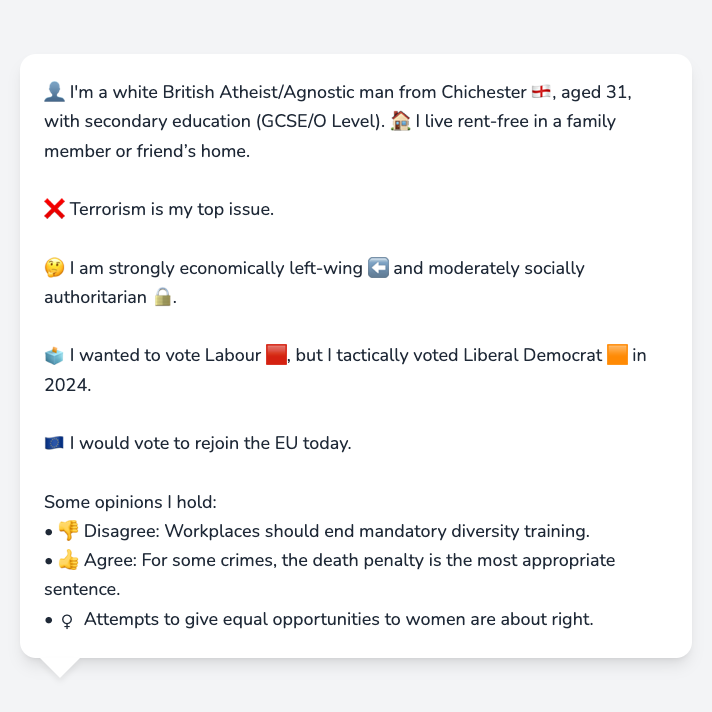 👤 I'm a white British Atheist/Agnostic man from Chichester 🏴󠁧󠁢󠁥󠁮󠁧󠁿, aged 31,
with secondary education (GCSE/O Level). 🏠 I live rent-free in a family
member or friend’s home.
❌ Terrorism is my top issue.
🤔 I am strongly economically left-wing ⬅️ and moderately socially
authoritarian 🔒.
🗳️ I wanted to vote Labour 🟥, but I tactically voted Liberal Democrat 🟧 in
2024.
🇪🇺 I would vote to rejoin the EU today.
Some opinions I hold:
• 👎 Disagree: Workplaces should end mandatory diversity training.
• 👍 Agree: For some crimes, the death penalty is the most appropriate
sentence.
• ♀ Attempts to give equal opportunities to women are about right.